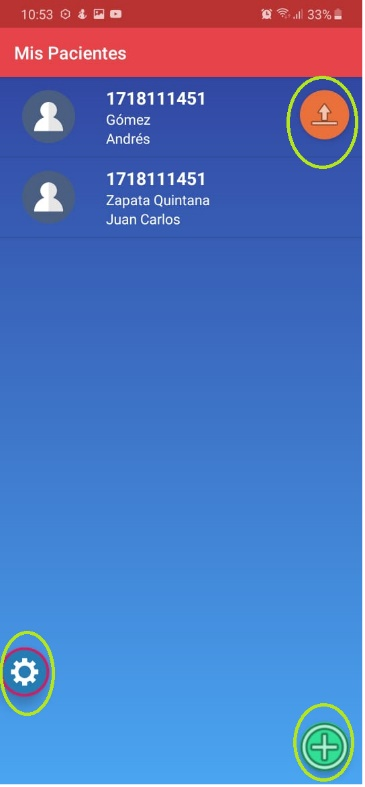 10:53
33%
Mis Pacientes
1718111451
Gómez
Andrés
1718111451
Zapata Quintana
Juan Carlos